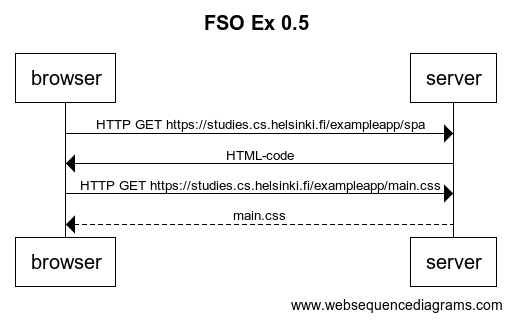 FSO Ex 0.5
browser server
HTTP GET https://studies.cs.helsinki.fi/exampleapp/spa
HTML-code
HTTP GET https://studies.cs.helsinki.fi/exampleapp/main.css
main.css
browser server
www.websequencediagrams.com